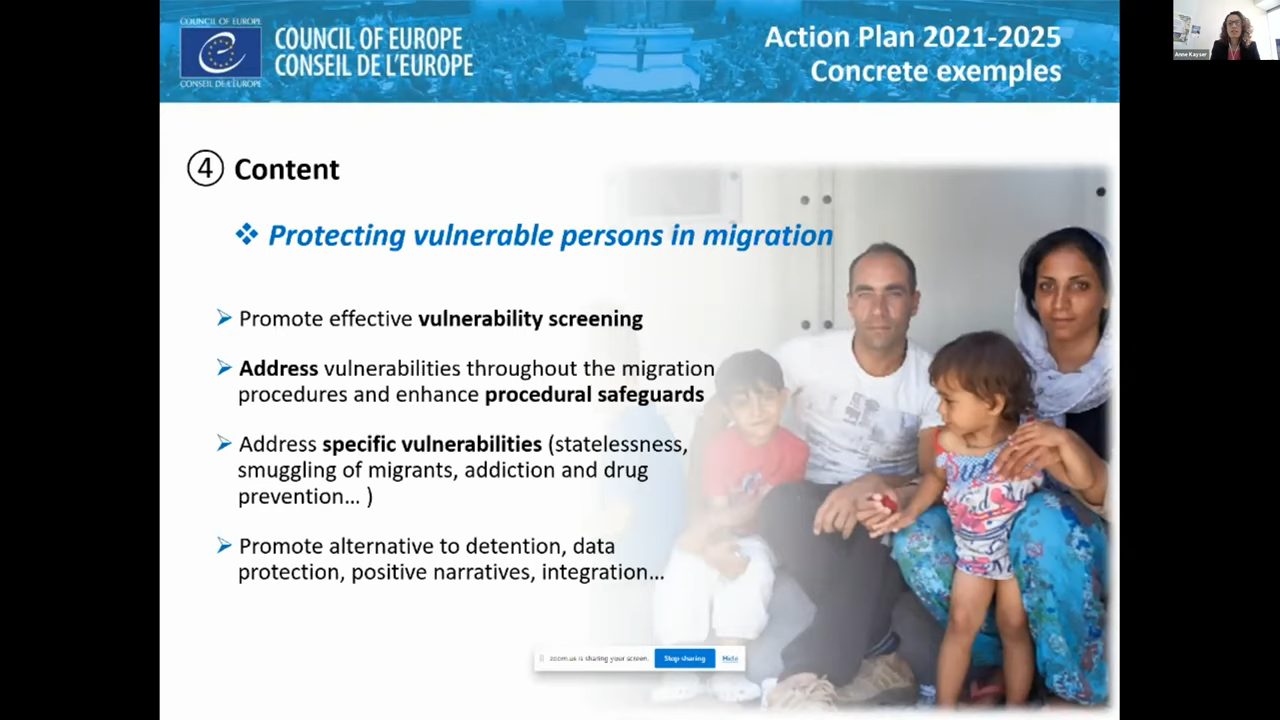 COUNCIL OF EUROPE
COUNCIL OF EUROPE
CONSEIL DE L'EUROPE
CONSEIL DE L'EUROPE
Action Plan 2021-2025
Concrete exemples
Anne Kayser
④ Content
❖ Protecting vulnerable persons in migration
➢ Promote effective vulnerability screening
➢ Address vulnerabilities throughout the migration
procedures and enhance procedural safeguards
➢ Address specific vulnerabilities (statelessness,
smuggling of migrants, addiction and drug
prevention... )
➢ Promote alternative to detention, data
protection, positive narratives, integration...
zoom.us is sharing your screen. Stop sharing Hide